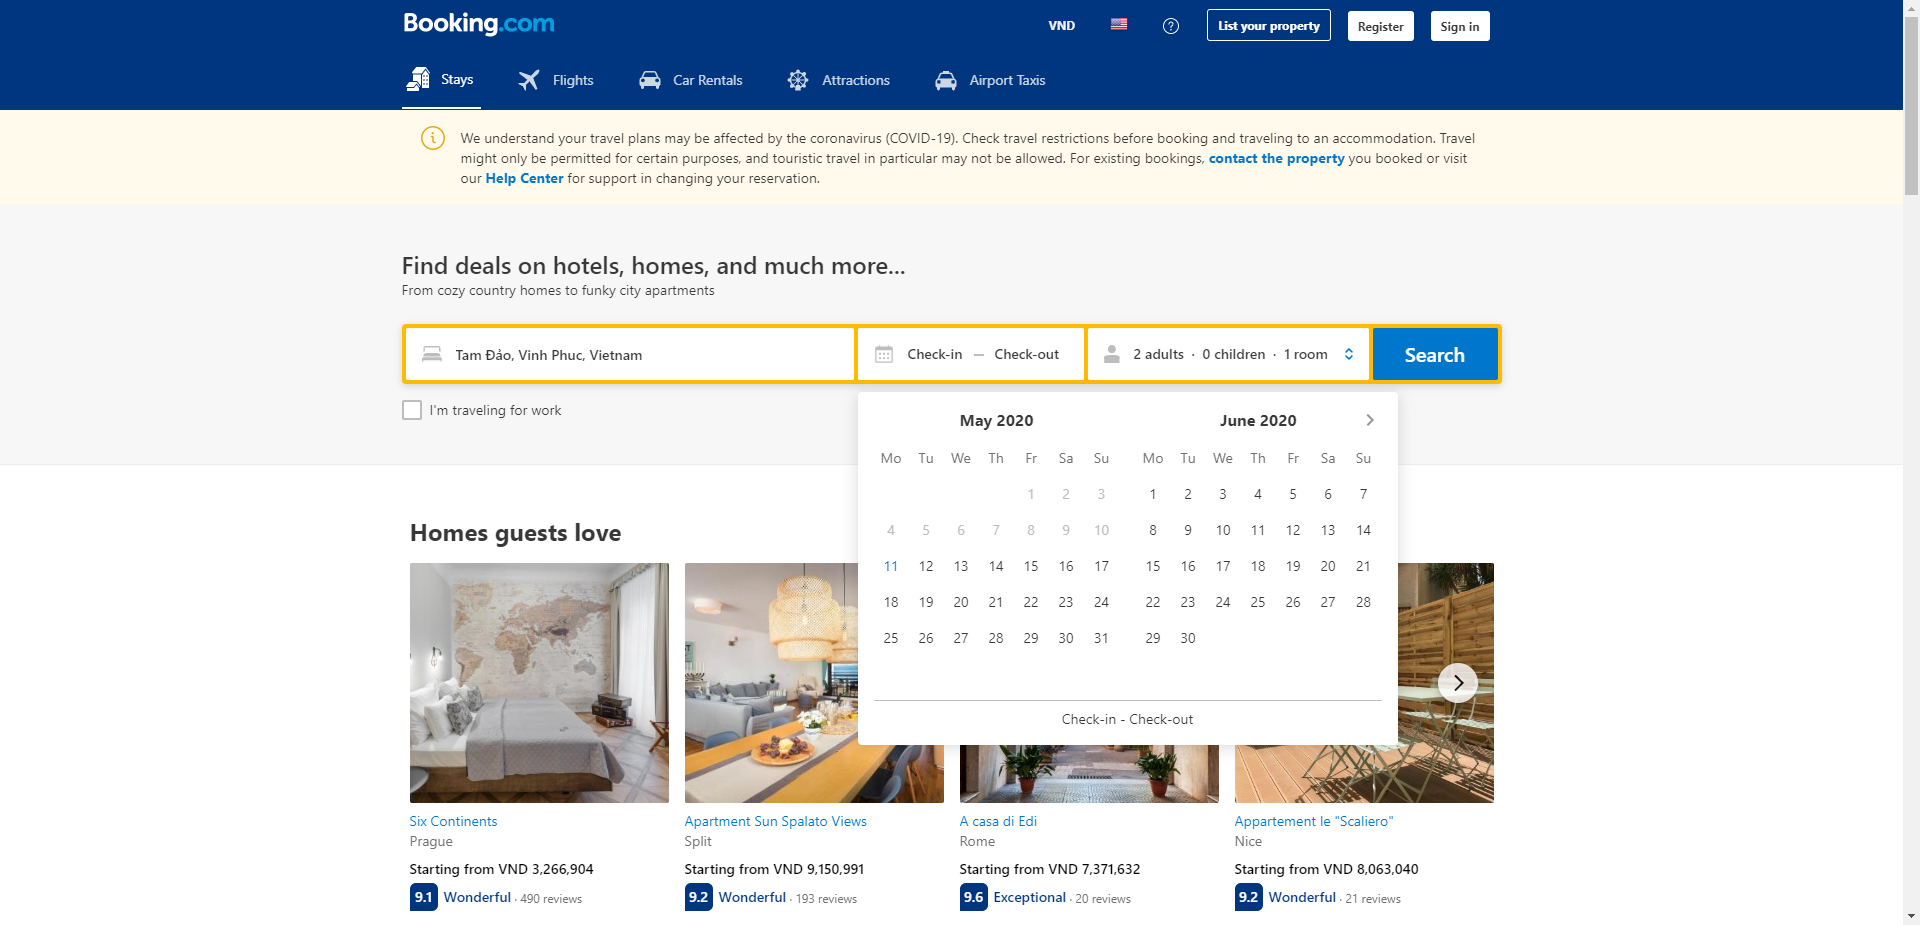 Booking.com
VND
List your property
Register
Sign in
Stays
Flights
Car Rentals
Attractions
Airport Taxis
We understand your travel plans may be affected by the coronavirus (COVID-19). Check travel restrictions before booking and traveling to an accommodation. Travel
might only be permitted for certain purposes, and touristic travel in particular may not be allowed. For existing bookings, contact the property you booked or visit
our Help Center for support in changing your reservation.
Find deals on hotels, homes, and much more...
From cozy country homes to funky city apartments
Tam Đảo, Vinh Phuc, Vietnam
Check-in — Check-out
2 adults · 0 children · 1 room
Search
I'm traveling for work
May 2020
Mo Tu We Th Fr Sa Su
1 2 3
4 5 6 7 8 9 10
11 12 13 14 15 16 17
18 19 20 21 22 23 24
25 26 27 28 29 30 31
June 2020
Mo Tu We Th Fr Sa Su
1 2 3 4 5 6 7
8 9 10 11 12 13 14
15 16 17 18 19 20 21
22 23 24 25 26 27 28
29 30
Check-in - Check-out
Homes guests love
Six Continents
Prague
Starting from VND 3,266,904
9.1 Wonderful · 490 reviews
Apartment Sun Spalato Views
Split
Starting from VND 9,150,991
9.2 Wonderful · 193 reviews
A casa di Edi
Rome
Starting from VND 7,371,632
9.6 Exceptional · 20 reviews
Appartement le "Scaliero"
Nice
Starting from VND 8,063,040
9.2 Wonderful · 21 reviews